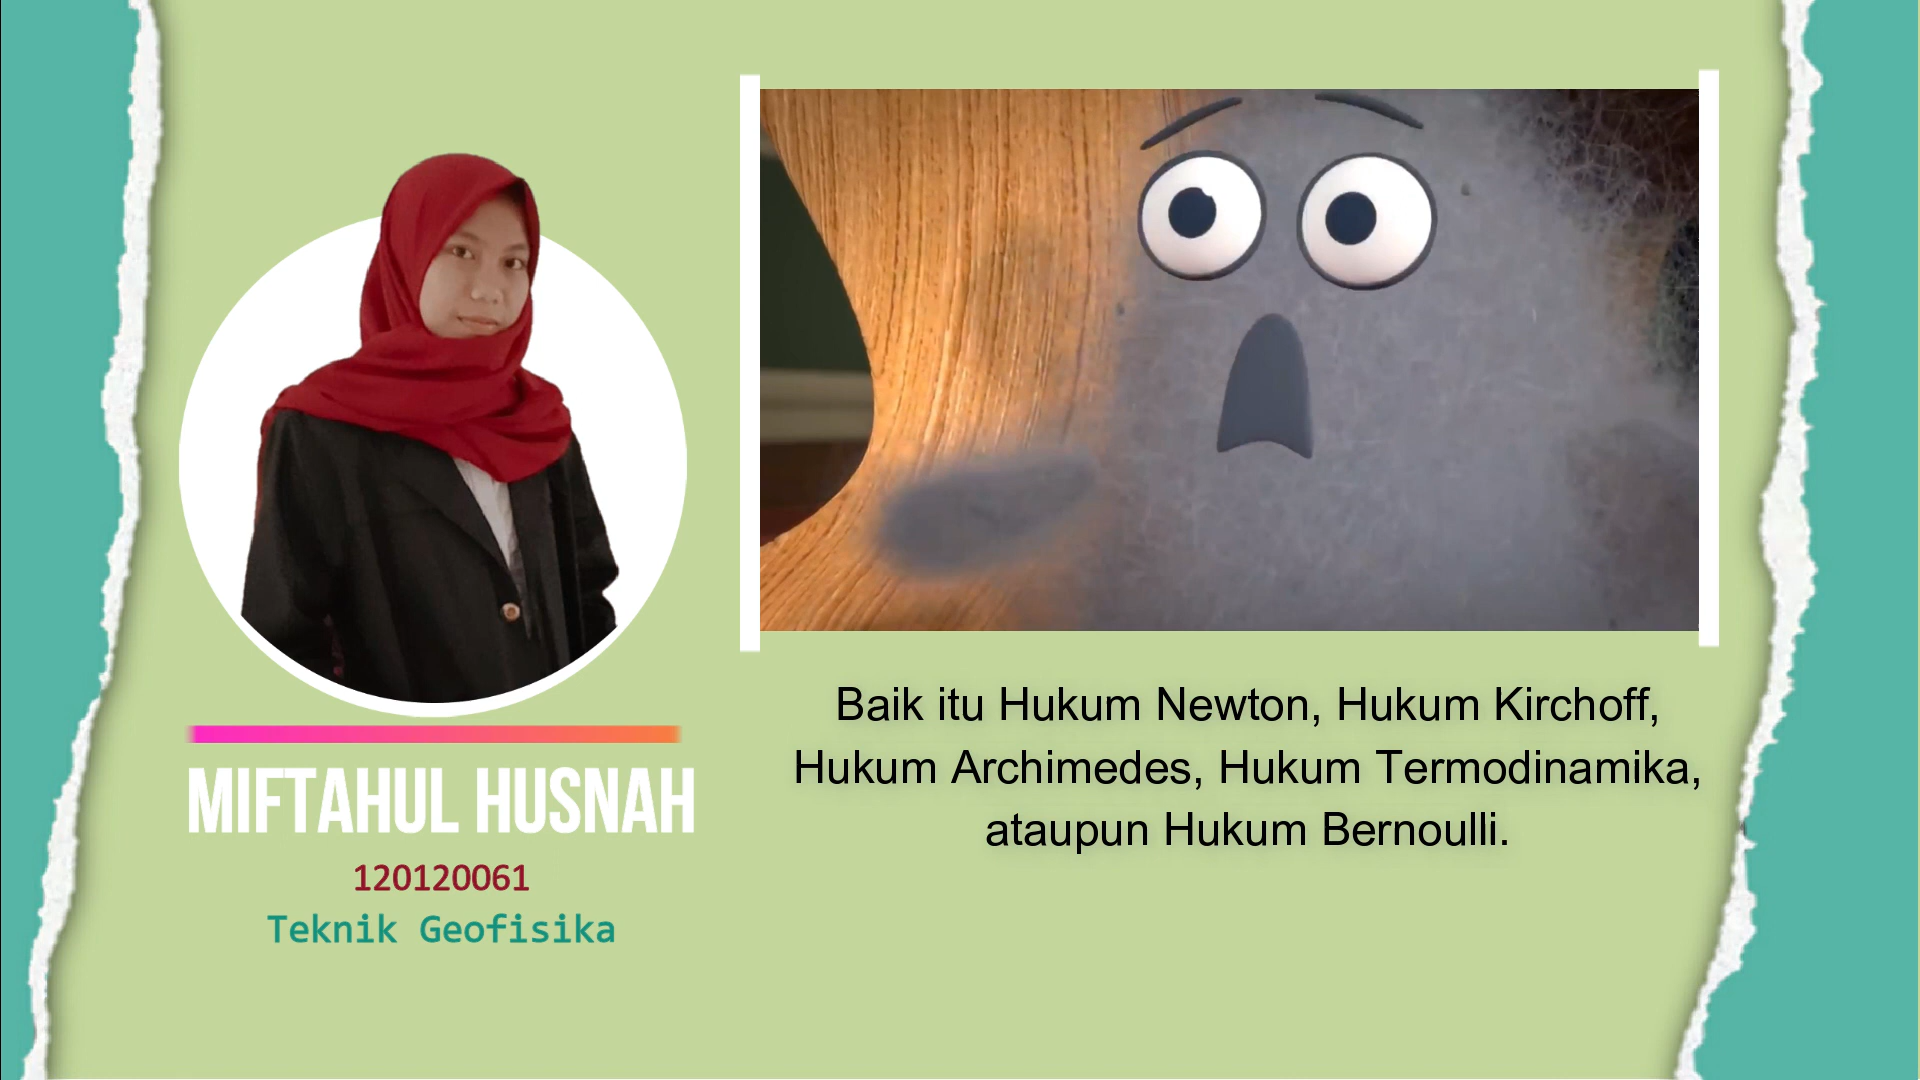 MIFTAHUL HUSNAH
120120061
Teknik Geofisika
Baik itu Hukum Newton, Hukum Kirchoff,
Hukum Archimedes, Hukum Termodinamika,
ataupun Hukum Bernoulli.